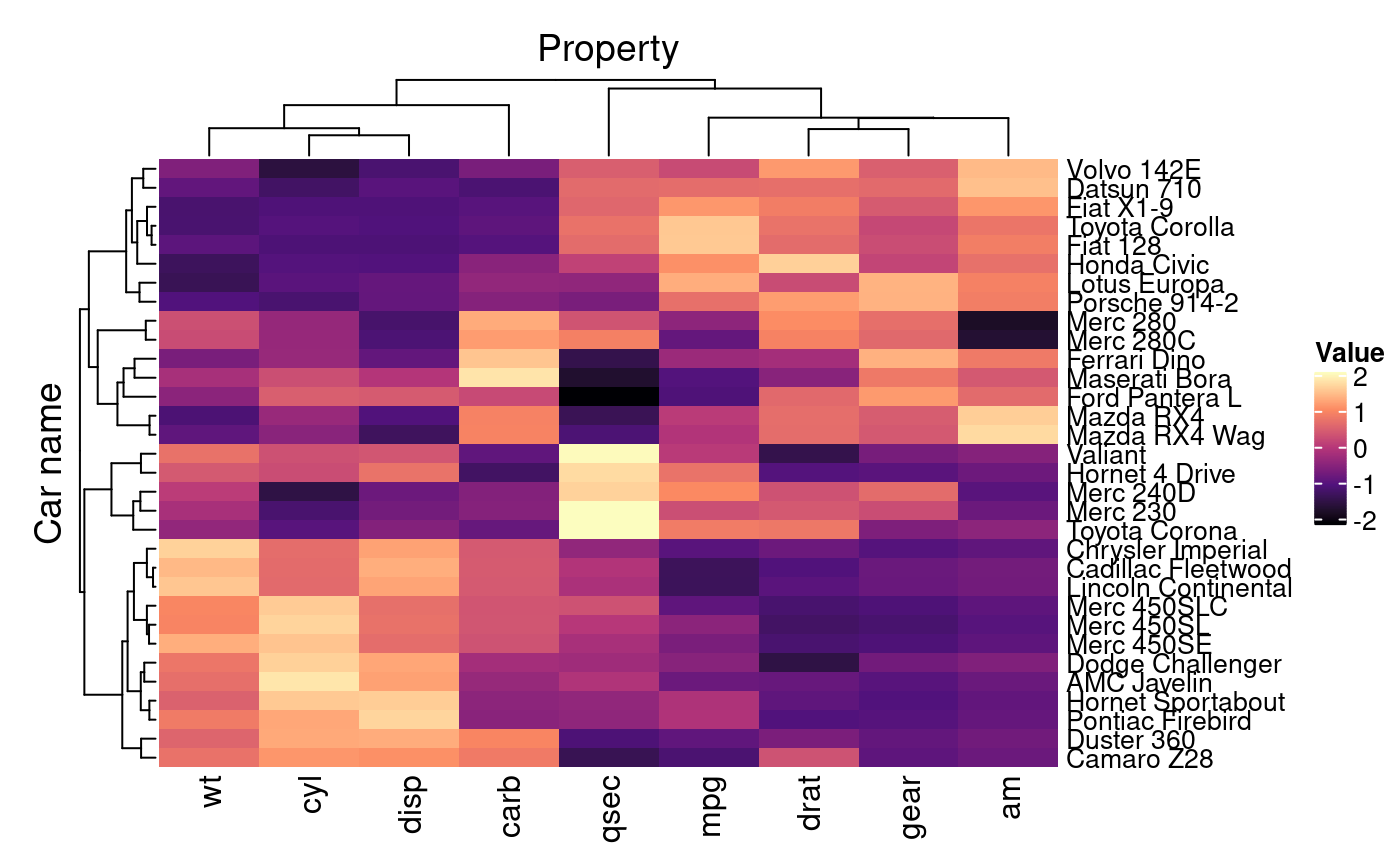 Property
Car name
Volvo 142E
Datsun 710
Fiat X1-9
Toyota Corolla
Fiat 128
Honda Civic
Lotus Europa
Porsche 914-2
Merc 280
Merc 280C
Ferrari Dino
Maserati Bora
Ford Pantera L
Mazda RX4
Mazda RX4 Wag
Valiant
Hornet 4 Drive
Merc 240D
Merc 230
Toyota Corona
Chrysler Imperial
Cadillac Fleetwood
Lincoln Continental
Merc 450SLC
Merc 450SL
Merc 450SE
Dodge Challenger
AMC Javelin
Hornet Sportabout
Pontiac Firebird
Duster 360
Camaro Z28
wt cyl disp carb qsec mpg drat gear am
Value
2
1
0
-1
-2